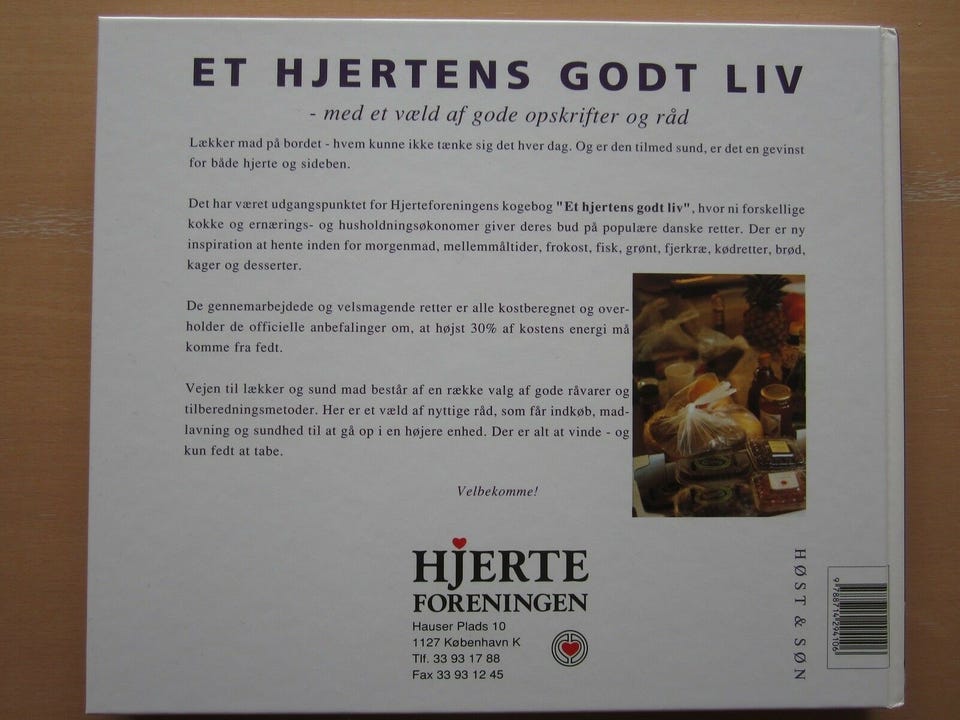 ET HJERTENS GODT LIV
- med et væld af gode opskrifter og råd
Lækker mad på bordet - hvem kunne ikke tænke sig det hver dag. Og er den tilmed sund, er det en gevinst
for både hjerte og sideben.
Det har været udgangspunktet for Hjerteforeningens kogebog "Et hjertens godt liv", hvor ni forskellige
kokke og ernærings- og husholdningsøkonomer giver deres bud på populære danske retter. Der er ny
inspiration at hente inden for morgenmad, mellemmåltider, frokost, fisk, grønt, fjerkræ, kødretter, brød,
kager og desserter.
De gennemarbejdede og velsmagende retter er alle kostberegnet og over-
holder de officielle anbefalinger om, at højst 30% af kostens energi må
komme fra fedt.
Vejen til lækker og sund mad består af en række valg af gode råvarer og
tilberedningsmetoder. Her er et væld af nyttige råd, som får indkøb, mad-
lavning og sundhed til at gå op i en højere enhed. Der er alt at vinde - og
kun fedt at tabe.
Velbekomme!
HJERTE
FORENINGEN
Hauser Plads 10
1127 København K
Tlf. 33 93 17 88
Fax 33 93 12 45
HØST & SØN
9788714294106